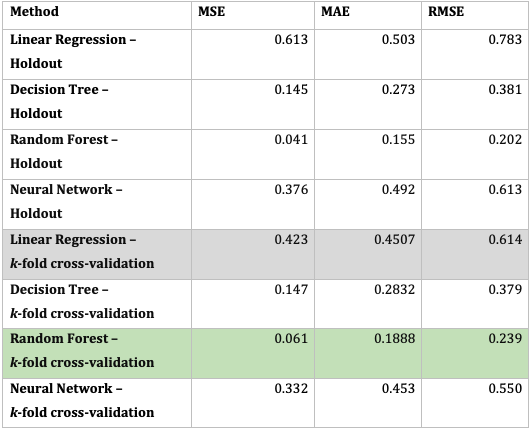 Method MSE MAE RMSE
Linear Regression – 0.613 0.503 0.783
Holdout
Decision Tree – 0.145 0.273 0.381
Holdout
Random Forest – 0.041 0.155 0.202
Holdout
Neural Network – 0.376 0.492 0.613
Holdout
Linear Regression – 0.423 0.4507 0.614
k-fold cross-validation
Decision Tree – 0.147 0.2832 0.379
k-fold cross-validation
Random Forest – 0.061 0.1888 0.239
k-fold cross-validation
Neural Network – 0.332 0.453 0.550
k-fold cross-validation